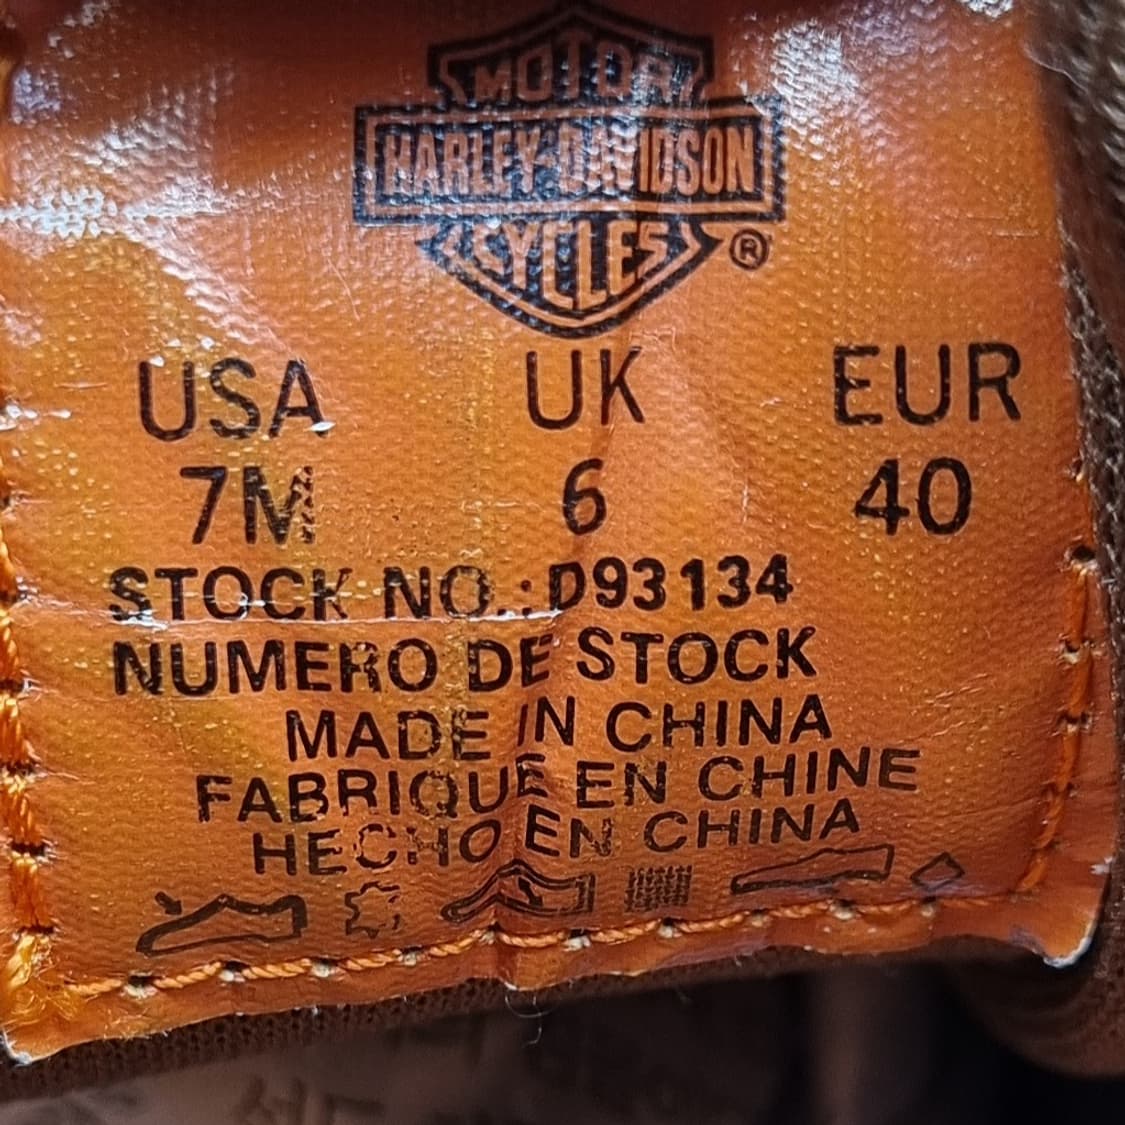 MOTOR
HARLEY-DAVIDSON
CYCLES ®
USA UK EUR
7M 6 40
STOCK NO.: D93134
NUMERO DE STOCK
MADE IN CHINA
FABRIQUE EN CHINE
HECHO EN CHINA